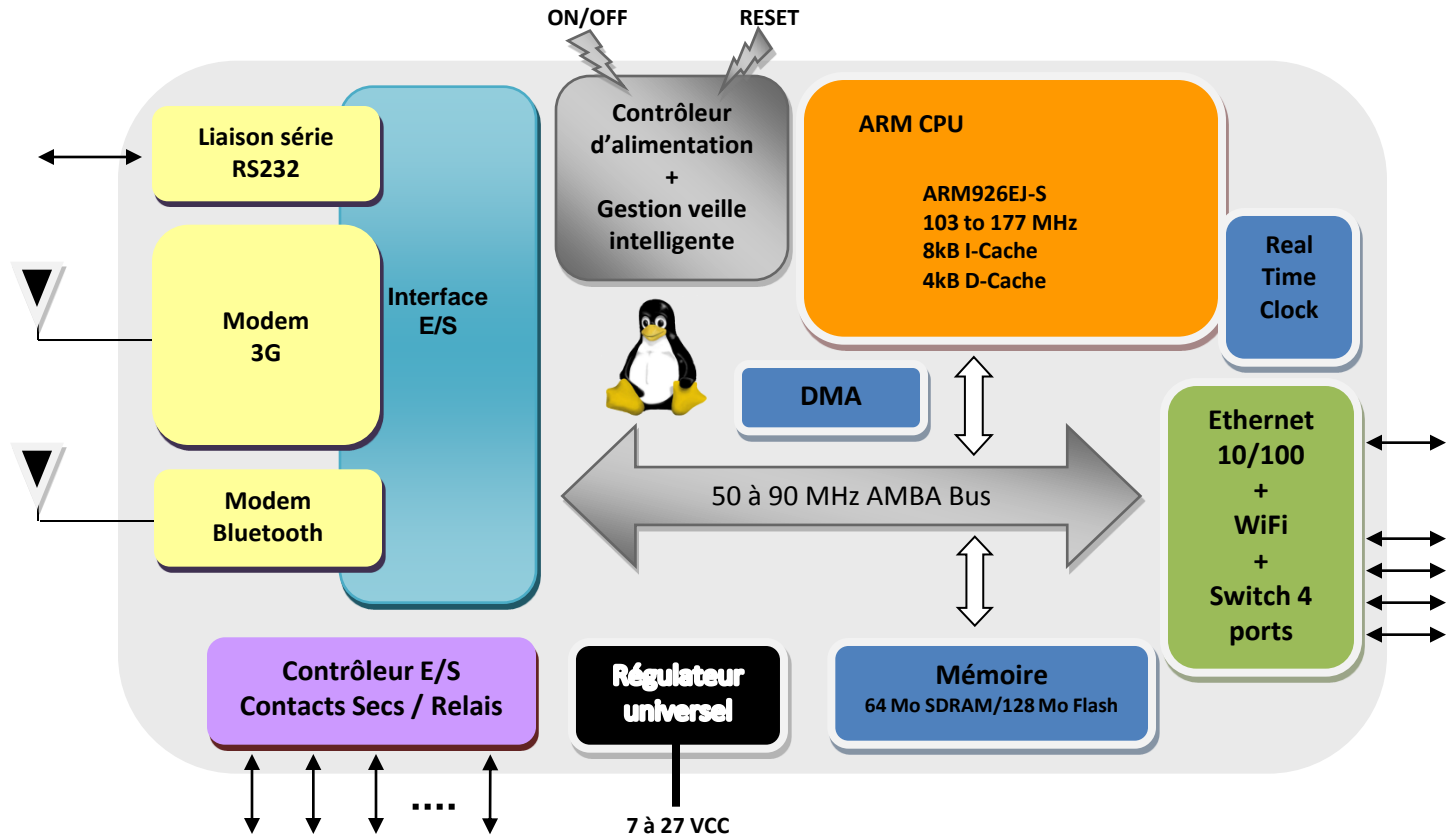 ON/OFF
RESET
Liaison série
RS232
Modem
3G
Modem
Bluetooth
Interface
E/S
Contrôleur
d'alimentation
+
Gestion veille
intelligente
ARM CPU
ARM926EJ-S
103 to 177 MHz
8kB I-Cache
4kB D-Cache
Real
Time
Clock
DMA
50 à 90 MHz AMBA Bus
Ethernet
10/100
+
WiFi
+
Switch 4
ports
Contrôleur E/S
Contacts Secs / Relais
....
Régulateur
universel
7 à 27 VCC
Mémoire
64 Mo SDRAM/128 Mo Flash